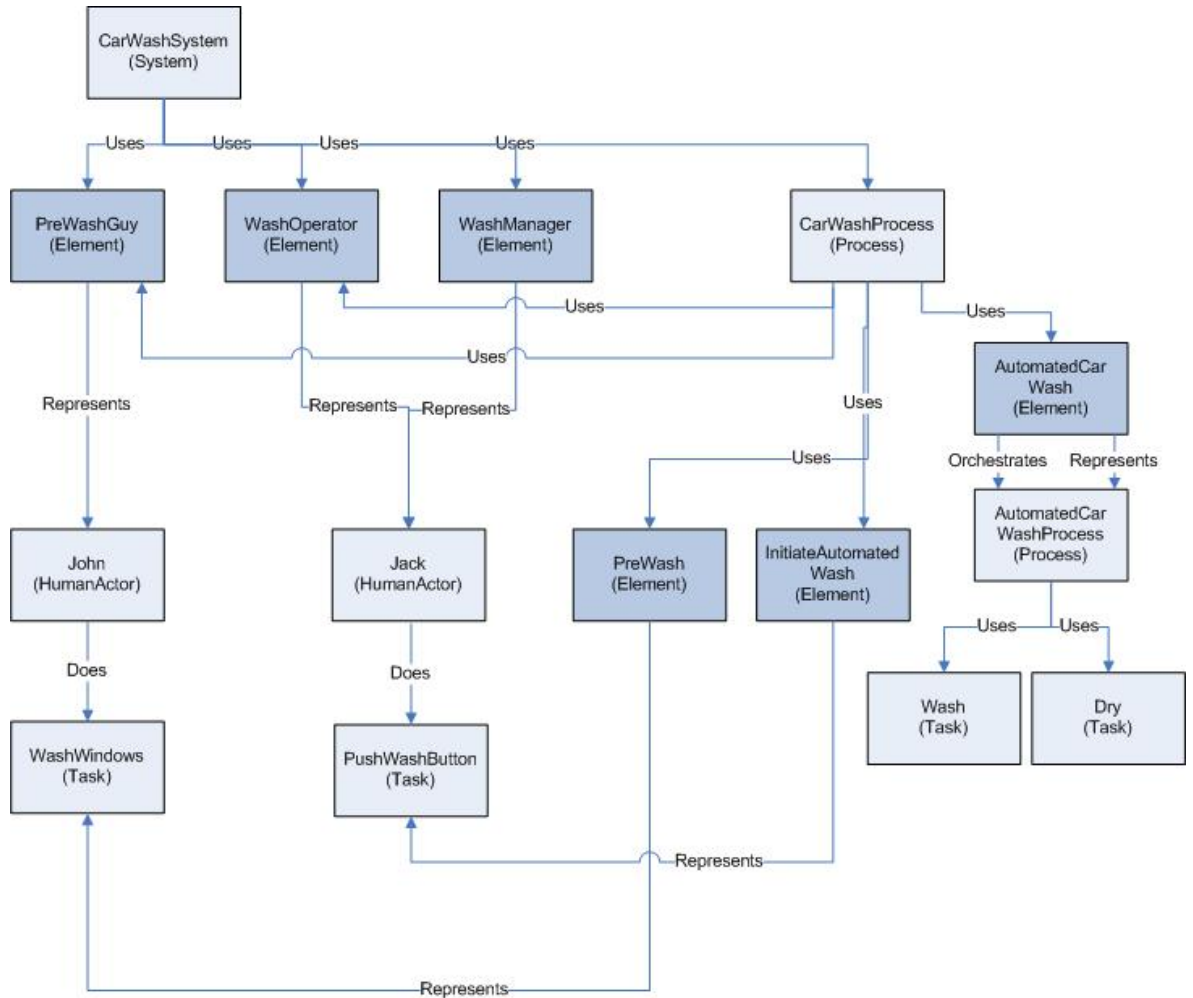 CarWashSystem
(System)
Uses
Uses
Uses
Uses
PreWashGuy
(Element)
WashOperator
(Element)
WashManager
(Element)
CarWashProcess
(Process)
Uses
Uses
Uses
AutomatedCar
Wash
(Element)
Represents
Represents
Represents
Uses
Uses
Orchestrates
Represents
AutomatedCar
WashProcess
(Process)
John
(HumanActor)
Jack
(HumanActor)
PreWash
(Element)
InitiateAutomated
Wash
(Element)
Uses
Uses
Does
Does
WashWindows
(Task)
PushWashButton
(Task)
Wash
(Task)
Dry
(Task)
Represents
Represents